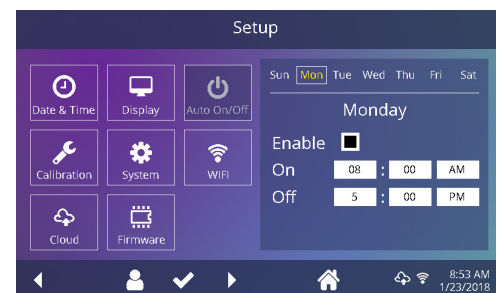 Setup
Date & Time
Display
Auto On/Off
Calibration
System
WIFI
Cloud
Firmware
Sun Mon Tue Wed Thu Fri Sat
Monday
Enable
On 08 : 00 AM
Off 5 : 00 PM
8:53 AM
1/23/2018